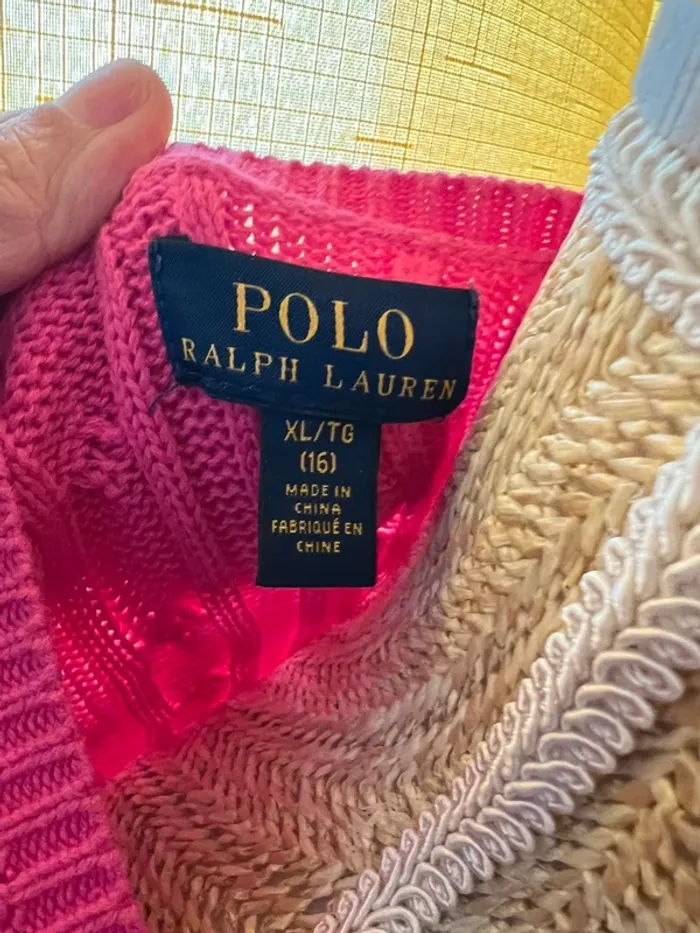 POLO
RALPH LAUREN
XL/TG
(16)
MADE IN
CHINA
FABRIQUÉ EN
CHINE